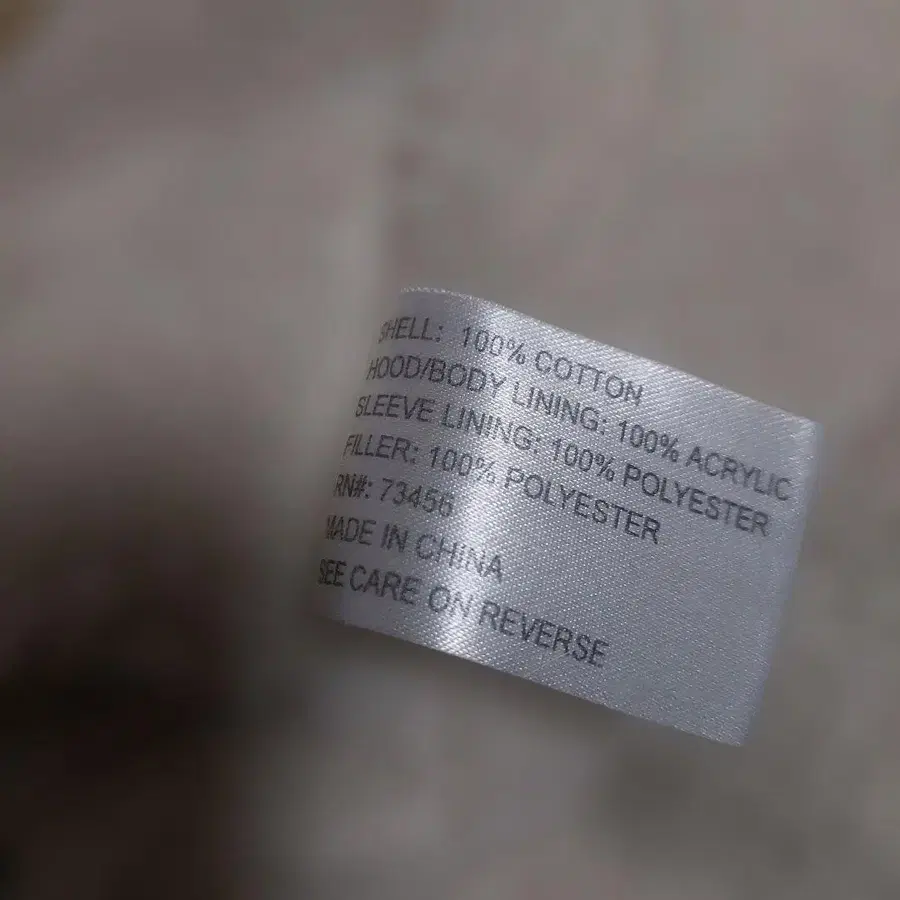 SHELL: 100% COTTON
HOOD/BODY LINING: 100% ACRYLIC
SLEEVE LINING: 100% POLYESTER
FILLER: 100% POLYESTER
RN#: 73456
MADE IN CHINA
SEE CARE ON REVERSE